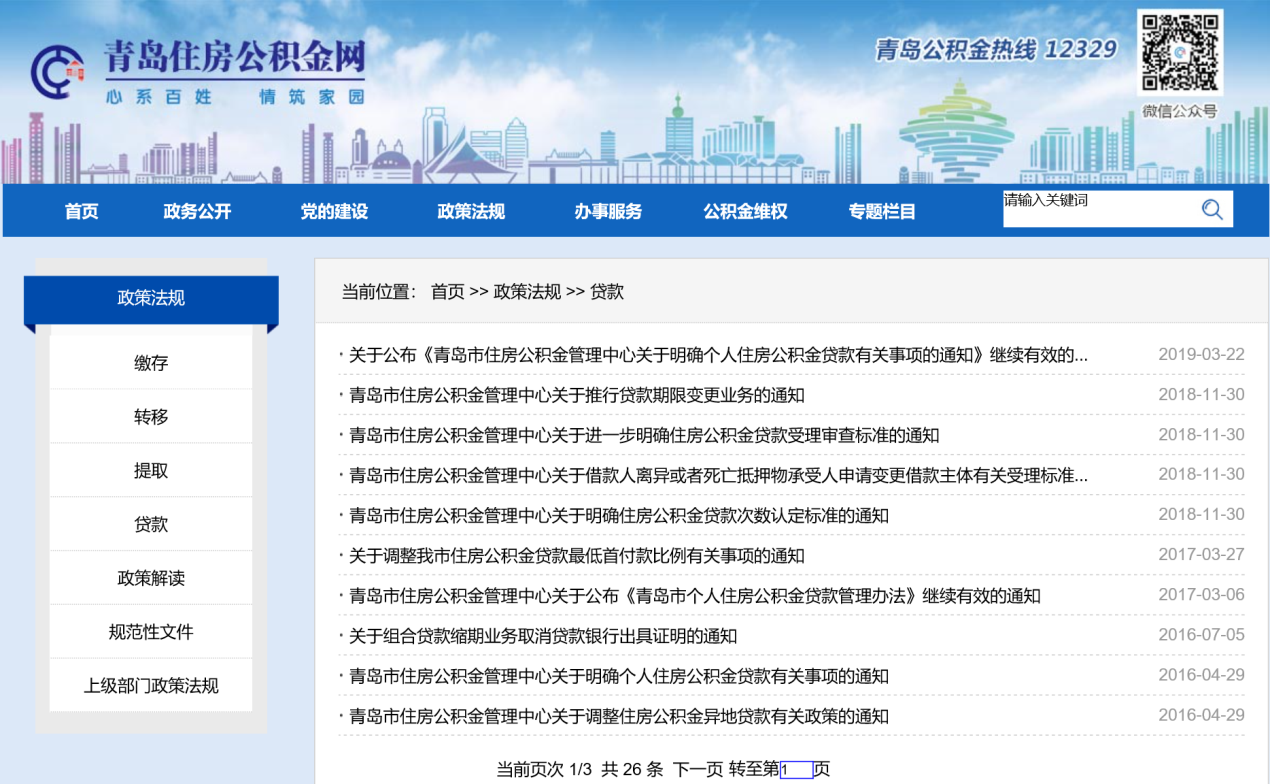 青岛住房公积金网
心系百姓 情筑家园
青岛公积金热线 12329
微信公众号
首页 政务公开 党的建设 政策法规 办事服务 公积金维权 专题栏目 请输入关键词
政策法规
缴存
转移
提取
贷款
政策解读
规范性文件
上级部门政策法规
当前位置： 首页 >> 政策法规 >> 贷款
· 关于公布《青岛市住房公积金管理中心关于明确个人住房公积金贷款有关事项的通知》继续有效的... 2019-03-22
· 青岛市住房公积金管理中心关于推行贷款期限变更业务的通知 2018-11-30
· 青岛市住房公积金管理中心关于进一步明确住房公积金贷款受理审查标准的通知 2018-11-30
· 青岛市住房公积金管理中心关于借款人离异或者死亡抵押物承受人申请变更借款主体有关受理标准... 2018-11-30
· 青岛市住房公积金管理中心关于明确住房公积金贷款次数认定标准的通知 2018-11-30
· 关于调整我市住房公积金贷款最低首付款比例有关事项的通知 2017-03-27
· 青岛市住房公积金管理中心关于公布《青岛市个人住房公积金贷款管理办法》继续有效的通知 2017-03-06
· 关于组合贷款缩期业务取消贷款银行出具证明的通知 2016-07-05
· 青岛市住房公积金管理中心关于明确个人住房公积金贷款有关事项的通知 2016-04-29
· 青岛市住房公积金管理中心关于调整住房公积金异地贷款有关政策的通知 2016-04-29
当前页次 1/3 共 26 条 下一页 转至第1页